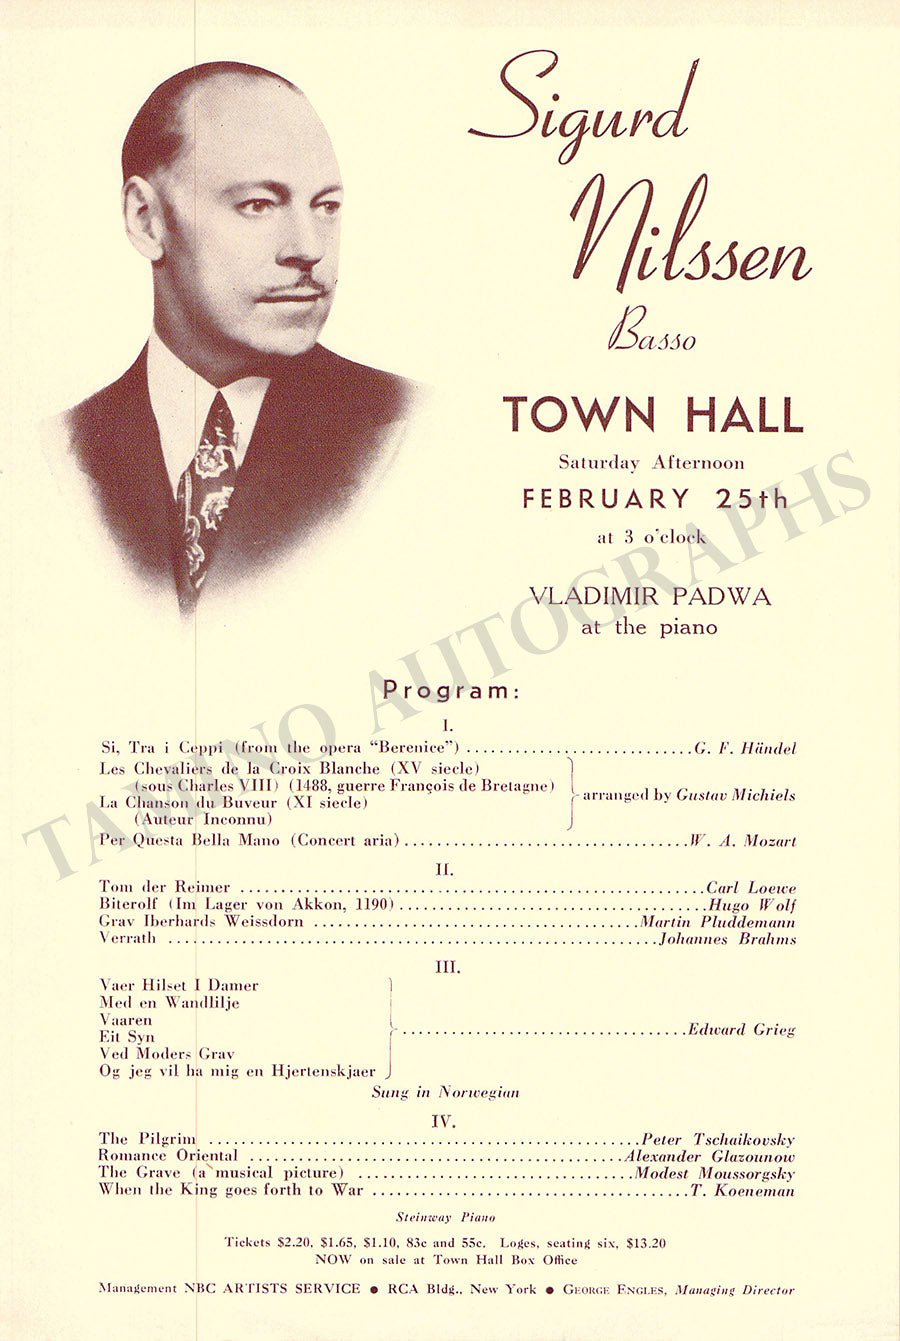 Sigurd
Nilssen
Basso
TOWN HALL
Saturday Afternoon
FEBRUARY 25th
at 3 o'clock
VLADIMIR PADWA
at the piano
TAMINO AUTOGRAPHS
Program:
I.
Si, Tra i Ceppi (from the opera "Berenice") ........................... G. F. Händel
Les Chevaliers de la Croix Blanche (XV siecle)
(sous Charles VIII) (1488, guerre François de Bretagne)
La Chanson du Buveur (XI siecle)
(Auteur Inconnu)
arranged by Gustav Michiels
Per Questa Bella Mano (Concert aria) ................................... W. A. Mozart
II.
Tom der Reimer ........................................................ Carl Loewe
Biterolf (Im Lager von Akkon, 1190) ..................................... Hugo Wolf
Grav Iberhards Weissdorn ....................................... Martin Pluddemann
Verrath ........................................................... Johannes Brahms
III.
Vaer Hilset I Damer
Med en Wandlilje
Vaaren
Eit Syn
Ved Moders Grav
Og jeg vil ha mig en Hjertenskjaer
................................... Edward Grieg
Sung in Norwegian
IV.
The Pilgrim .................................................... Peter Tschaikovsky
Romance Oriental ............................................. Alexander Glazounow
The Grave (a musical picture) .................................. Modest Moussorgsky
When the King goes forth to War ....................................... T. Koeneman
Steinway Piano
Tickets $2.20, $1.65, $1.10, 83c and 55c. Loges, seating six, $13.20
NOW on sale at Town Hall Box Office
Management NBC ARTISTS SERVICE ● RCA Bldg., New York ● GEORGE ENGLES, Managing Director